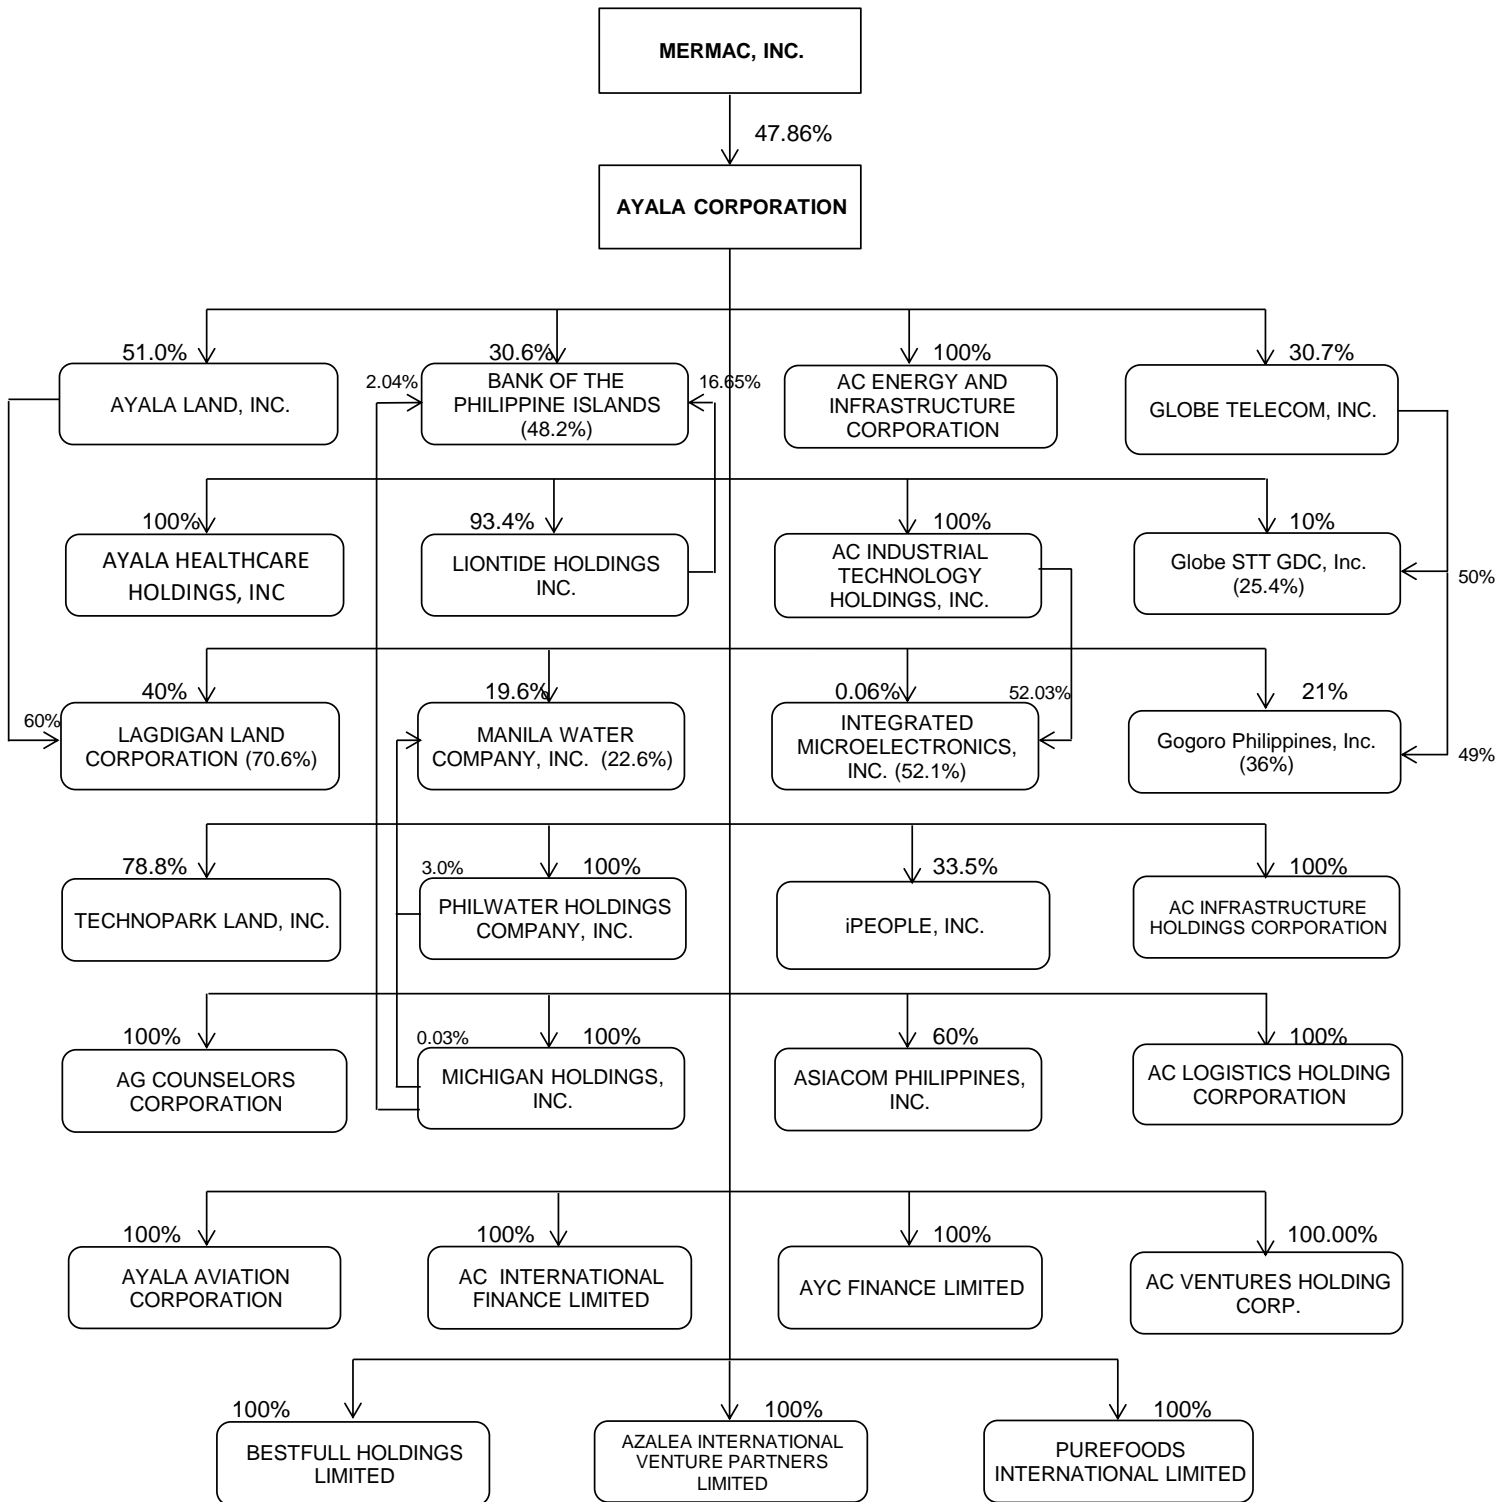 MERMAC, INC.
47.86%
AYALA CORPORATION
51.0%
30.6%
100%
30.7%
2.04%
16.65%
AYALA LAND, INC.
BANK OF THE
PHILIPPINE ISLANDS
(48.2%)
AC ENERGY AND
INFRASTRUCTURE
CORPORATION
GLOBE TELECOM, INC.
100%
93.4%
100%
10%
AYALA HEALTHCARE
HOLDINGS, INC
LIONTIDE HOLDINGS
INC.
AC INDUSTRIAL
TECHNOLOGY
HOLDINGS, INC.
Globe STT GDC, Inc.
(25.4%)
50%
40%
19.6%
0.06%
52.03%
21%
60%
LAGDIGAN LAND
CORPORATION (70.6%)
MANILA WATER
COMPANY, INC. (22.6%)
INTEGRATED
MICROELECTRONICS,
INC. (52.1%)
Gogoro Philippines, Inc.
(36%)
49%
78.8%
3.0%
100%
33.5%
100%
TECHNOPARK LAND, INC.
PHILWATER HOLDINGS
COMPANY, INC.
iPEOPLE, INC.
AC INFRASTRUCTURE
HOLDINGS CORPORATION
100%
0.03%
100%
60%
100%
AG COUNSELORS
CORPORATION
MICHIGAN HOLDINGS,
INC.
ASIACOM PHILIPPINES,
INC.
AC LOGISTICS HOLDING
CORPORATION
100%
100%
100%
100.00%
AYALA AVIATION
CORPORATION
AC INTERNATIONAL
FINANCE LIMITED
AYC FINANCE LIMITED
AC VENTURES HOLDING
CORP.
100%
100%
100%
BESTFULL HOLDINGS
LIMITED
AZALEA INTERNATIONAL
VENTURE PARTNERS
LIMITED
PUREFOODS
INTERNATIONAL LIMITED